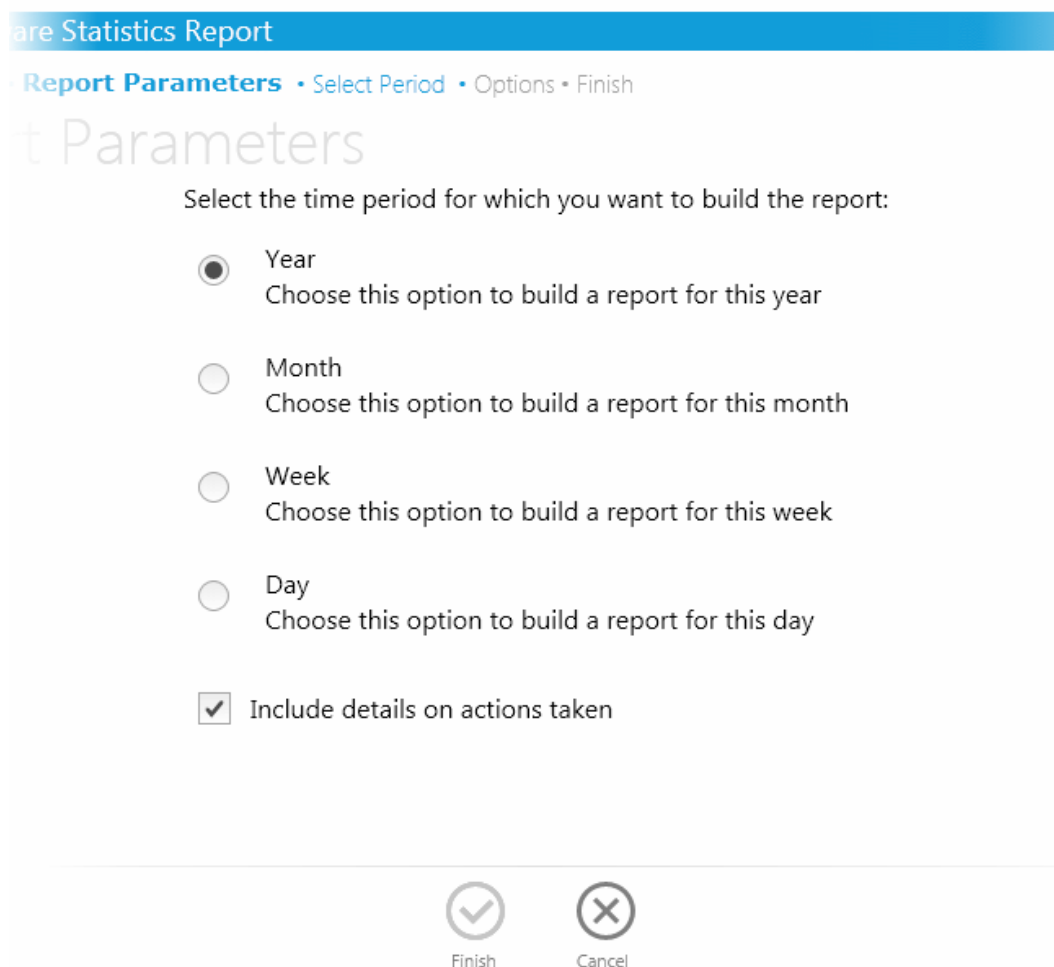 are Statistics Report
Report Parameters • Select Period • Options • Finish
t Parameters
Select the time period for which you want to build the report:
Year
Choose this option to build a report for this year
Month
Choose this option to build a report for this month
Week
Choose this option to build a report for this week
Day
Choose this option to build a report for this day
Include details on actions taken
Finish Cancel